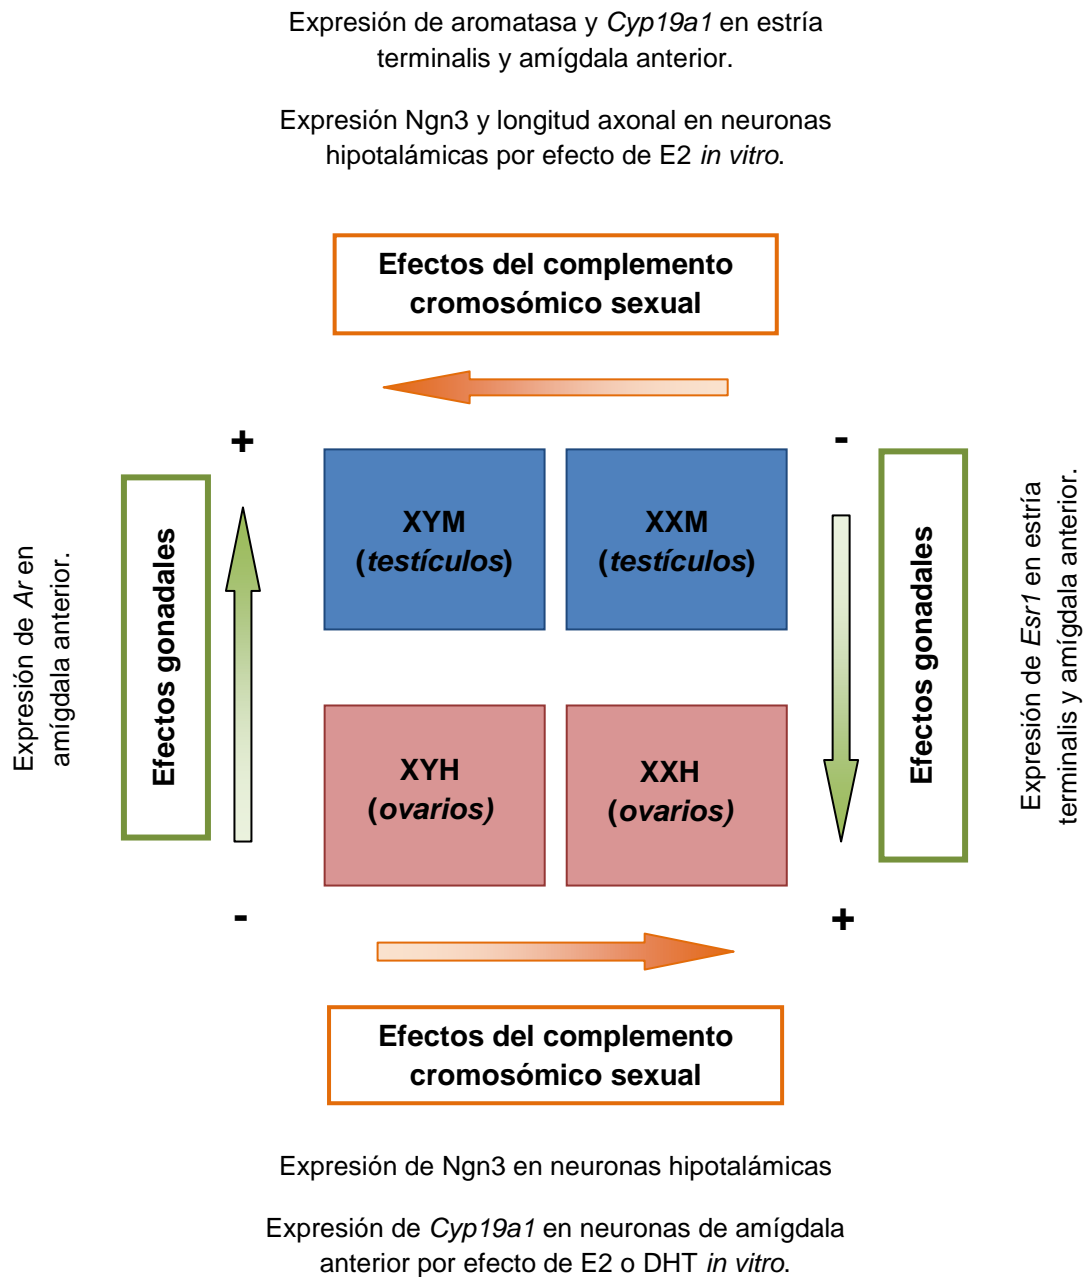 Expresión de aromatasa y Cyp19a1 en estría
terminalis y amígdala anterior.
Expresión Ngn3 y longitud axonal en neuronas
hipotalámicas por efecto de E2 in vitro.
Efectos del complemento
cromosómico sexual
+
-
Expresión de Ar en
amígdala anterior.
Efectos gonadales
XYM
(testículos)
XXM
(testículos)
XYH
(ovarios)
XXH
(ovarios)
Efectos gonadales
Expresión de Esr1 en estría
terminalis y amígdala anterior.
-
+
Efectos del complemento
cromosómico sexual
Expresión de Ngn3 en neuronas hipotalámicas
Expresión de Cyp19a1 en neuronas de amígdala
anterior por efecto de E2 o DHT in vitro.